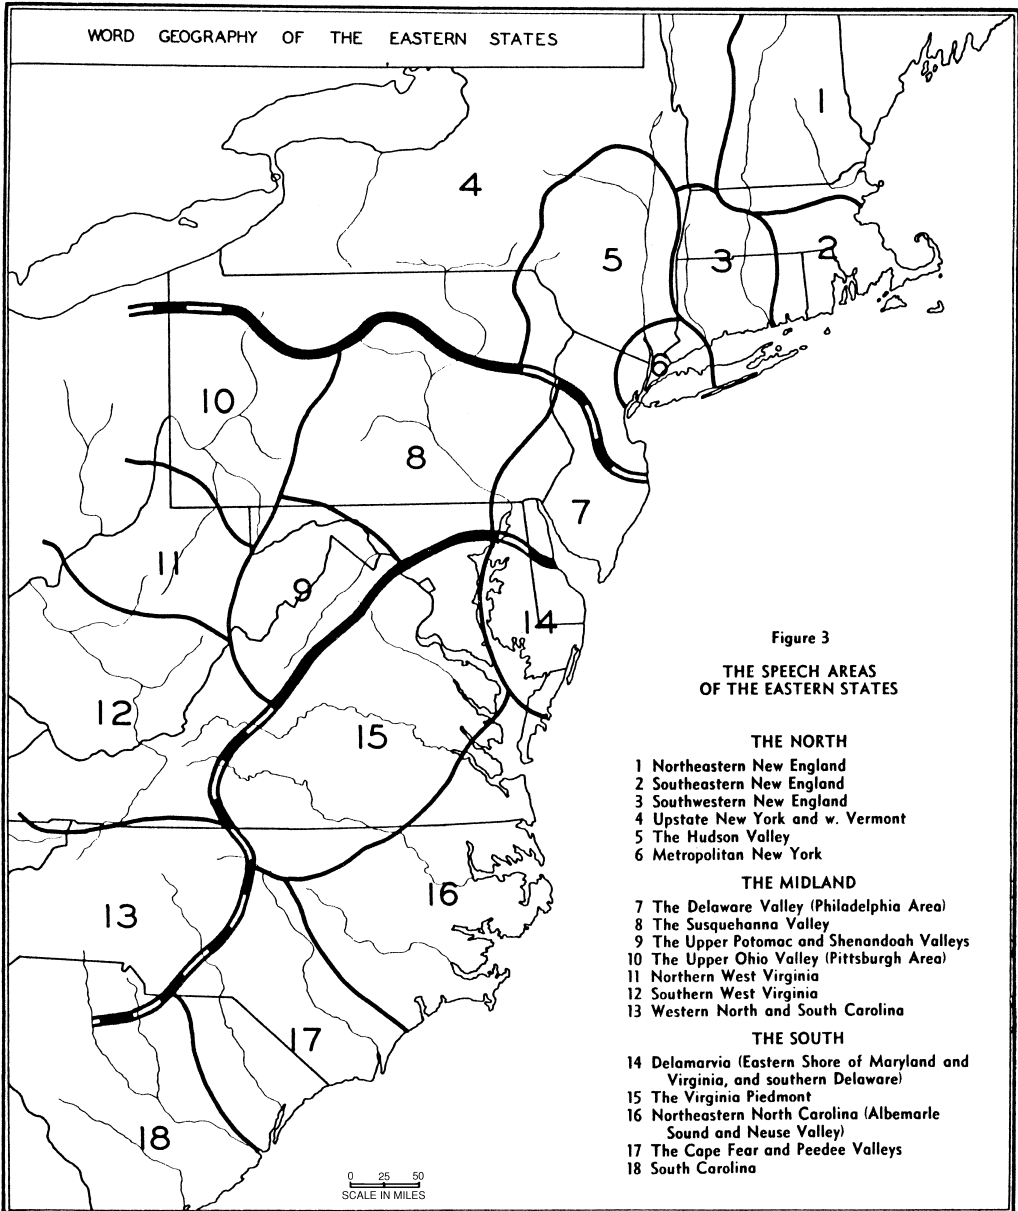 WORD GEOGRAPHY OF THE EASTERN STATES
1
4
5
3
2
6
10
8
7
11
9
14
12
15
13
16
17
18
Figure 3
THE SPEECH AREAS
OF THE EASTERN STATES
THE NORTH
1 Northeastern New England
2 Southeastern New England
3 Southwestern New England
4 Upstate New York and w. Vermont
5 The Hudson Valley
6 Metropolitan New York
THE MIDLAND
7 The Delaware Valley (Philadelphia Area)
8 The Susquehanna Valley
9 The Upper Potomac and Shenandoah Valleys
10 The Upper Ohio Valley (Pittsburgh Area)
11 Northern West Virginia
12 Southern West Virginia
13 Western North and South Carolina
THE SOUTH
14 Delamarvia (Eastern Shore of Maryland and
Virginia, and southern Delaware)
15 The Virginia Piedmont
16 Northeastern North Carolina (Albemarle
Sound and Neuse Valley)
17 The Cape Fear and Peedee Valleys
18 South Carolina
0 25 50
SCALE IN MILES